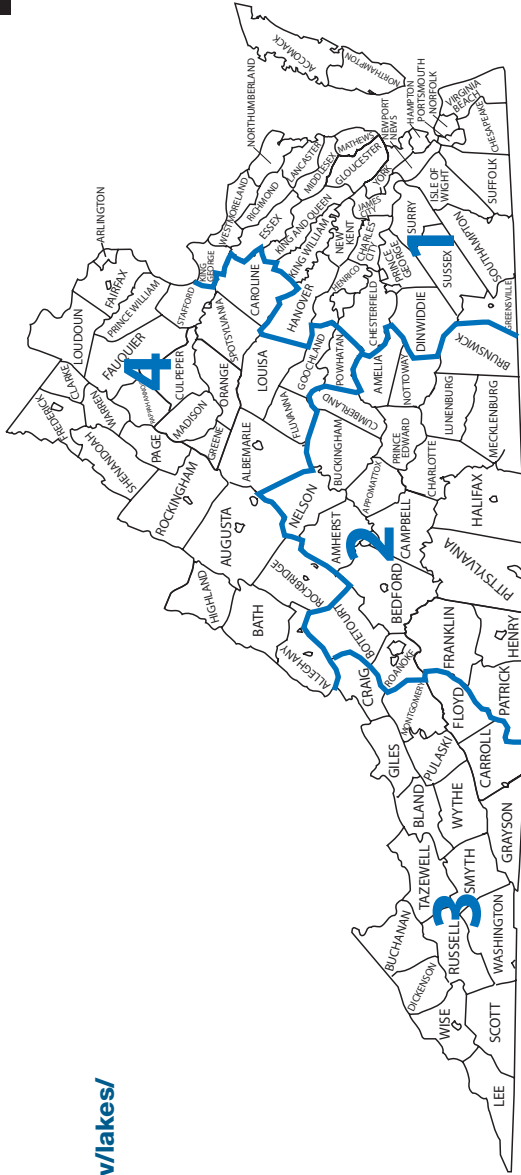 w/lakes/
ACCOMACK
NORTHAMPTON
NORTHUMBERLAND
HAMPTON
PORTSMOUTH
NORFOLK
VIRGINIA
BEACH
NEWPORT
NEWS
CHESAPEAKE
LANCASTER
MATHEWS
MIDDLESEX
GLOUCESTER
YORK
ISLE OF
WIGHT
SUFFOLK
WESTMORELAND
RICHMOND
ESSEX
KING AND QUEEN
KING WILLIAM
NEW
KENT
JAMES
CITY
CHARLES
CITY
SURRY
PRINCE
GEORGE
1
SUSSEX
SOUTHAMPTON
ARLINGTON
KING
GEORGE
CAROLINE
HANOVER
HENRICO
CHESTERFIELD
DINWIDDIE
GREENSVILLE
FAIRFAX
PRINCE WILLIAM
STAFFORD
SPOTSYLVANIA
LOUISA
GOOCHLAND
POWHATAN
AMELIA
NOTTOWAY
BRUNSWICK
LOUDOUN
FAUQUIER
4
CULPEPER
ORANGE
FLUVANNA
CUMBERLAND
LUNENBURG
CLARKE
FREDERICK
WARREN
RAPPAHANNOCK
MADISON
GREENE
ALBEMARLE
BUCKINGHAM
PRINCE
EDWARD
CHARLOTTE
MECKLENBURG
SHENANDOAH
PAGE
ROCKINGHAM
NELSON
APPOMATTOX
AUGUSTA
AMHERST
2
CAMPBELL
HALIFAX
HIGHLAND
BATH
ROCKBRIDGE
BEDFORD
PITTSYLVANIA
ALLEGHANY
BOTETOURT
ROANOKE
FRANKLIN
HENRY
CRAIG
MONTGOMERY
FLOYD
PATRICK
GILES
PULASKI
CARROLL
BLAND
WYTHE
GRAYSON
TAZEWELL
SMYTH
3
BUCHANAN
RUSSELL
WASHINGTON
DICKENSON
WISE
SCOTT
LEE